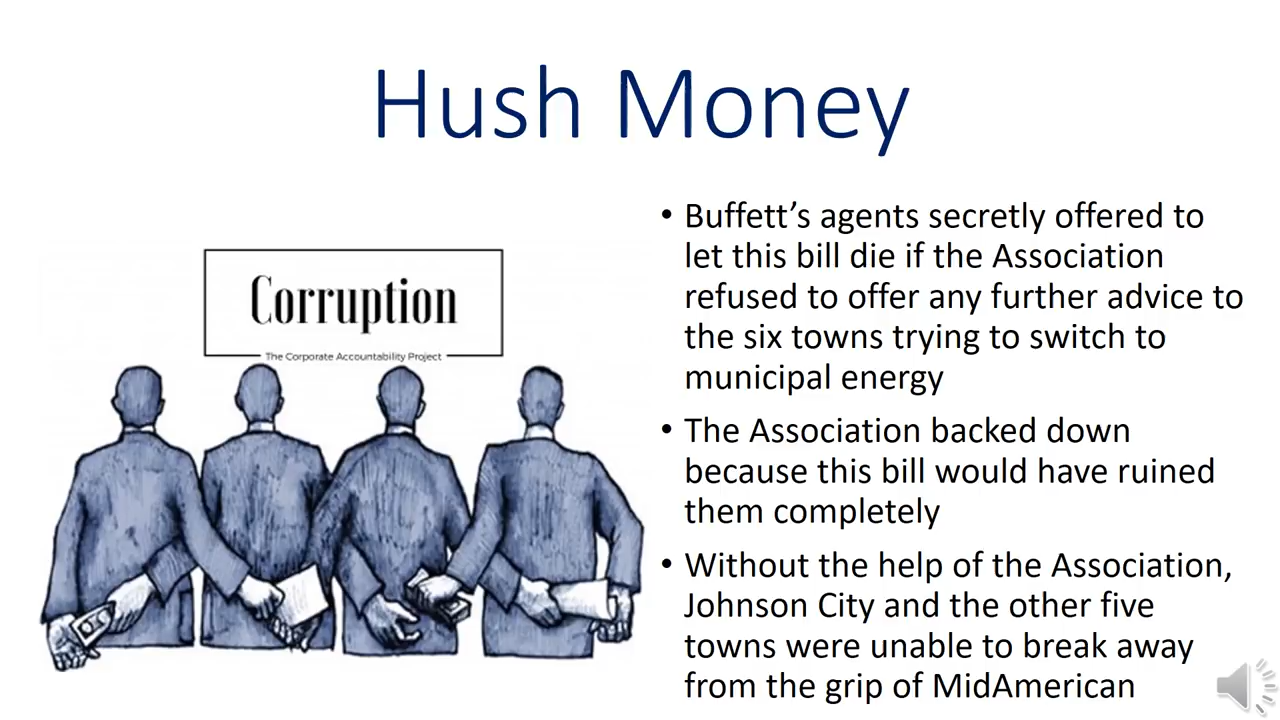 Hush Money
Corruption
The Corporate Accountability Project
• Buffett’s agents secretly offered to
let this bill die if the Association
refused to offer any further advice to
the six towns trying to switch to
municipal energy
• The Association backed down
because this bill would have ruined
them completely
• Without the help of the Association,
Johnson City and the other five
towns were unable to break away
from the grip of MidAmerican